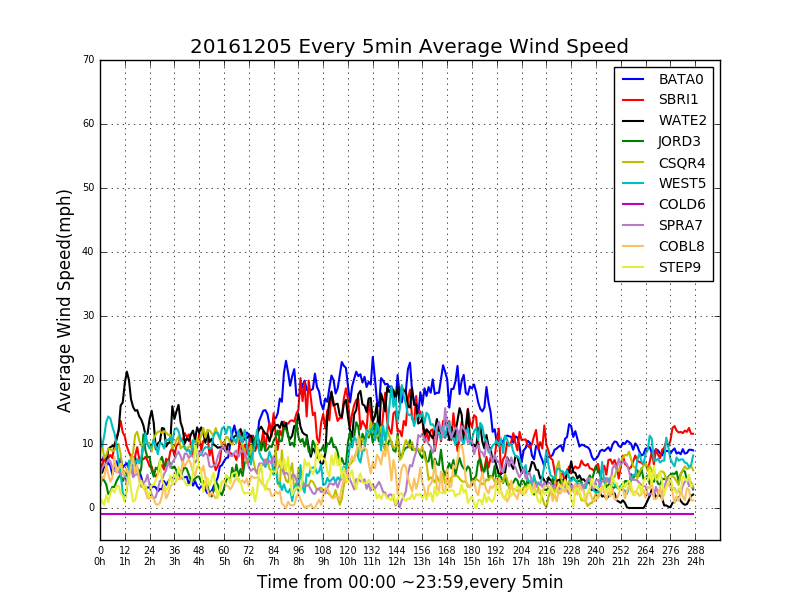 20161205 Every 5min Average Wind Speed
70
60
50
40
30
20
10
0
Average Wind Speed(mph)
BATA0
SBRI1
WATE2
JORD3
CSQR4
WEST5
COLD6
SPRA7
COBL8
STEP9
0 12 24 36 48 60 72 84 96 108 120 132 144 156 168 180 192 204 216 228 240 252 264 276 288
0h 1h 2h 3h 4h 5h 6h 7h 8h 9h 10h 11h 12h 13h 14h 15h 16h 17h 18h 19h 20h 21h 22h 23h 24h
Time from 00:00 ~23:59,every 5min